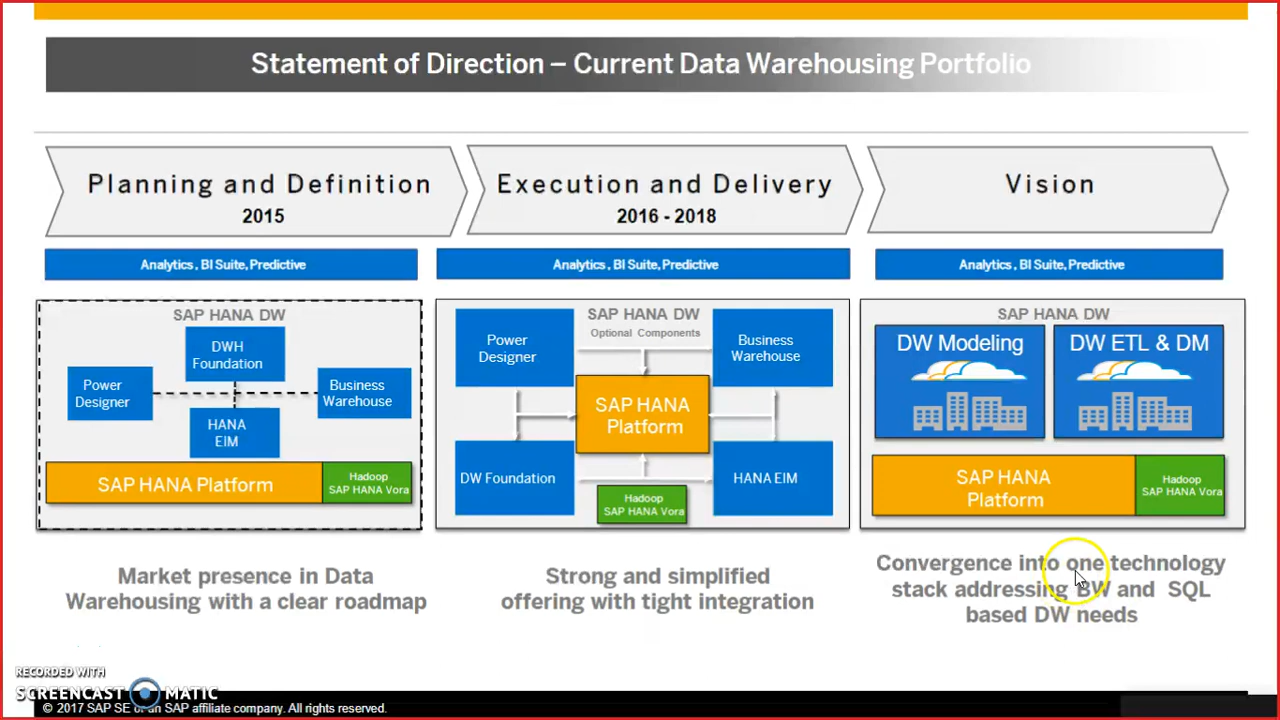 Statement of Direction – Current Data Warehousing Portfolio
Planning and Definition
2015
Execution and Delivery
2016 - 2018
Vision
Analytics, BI Suite, Predictive
Analytics, BI Suite, Predictive
Analytics, BI Suite, Predictive
SAP HANA DW
DWH
Foundation
Power
Designer
Business
Warehouse
HANA
EIM
SAP HANA Platform
Hadoop
SAP HANA Vora
SAP HANA DW
Optional Components
Power
Designer
Business
Warehouse
SAP HANA
Platform
DW Foundation
HANA EIM
Hadoop
SAP HANA Vora
SAP HANA DW
DW Modeling
DW ETL & DM
SAP HANA
Platform
Hadoop
SAP HANA Vora
Market presence in Data
Warehousing with a clear roadmap
Strong and simplified
offering with tight integration
Convergence into one technology
stack addressing BW and SQL
based DW needs
RECORDED WITH
SCREENCAST MATIC
© 2017 SAP SE or an SAP affiliate company. All rights reserved.